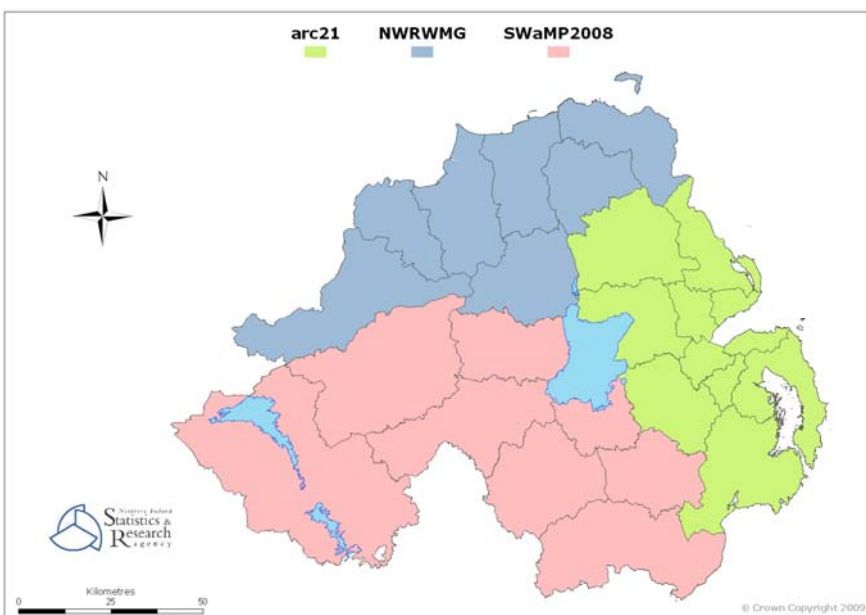 arc21 NWRWMG SWaMP2008
N
Northern Ireland
Statistics &
Research
agency
Kilometres
0 25 50
© Crown Copyright 2009